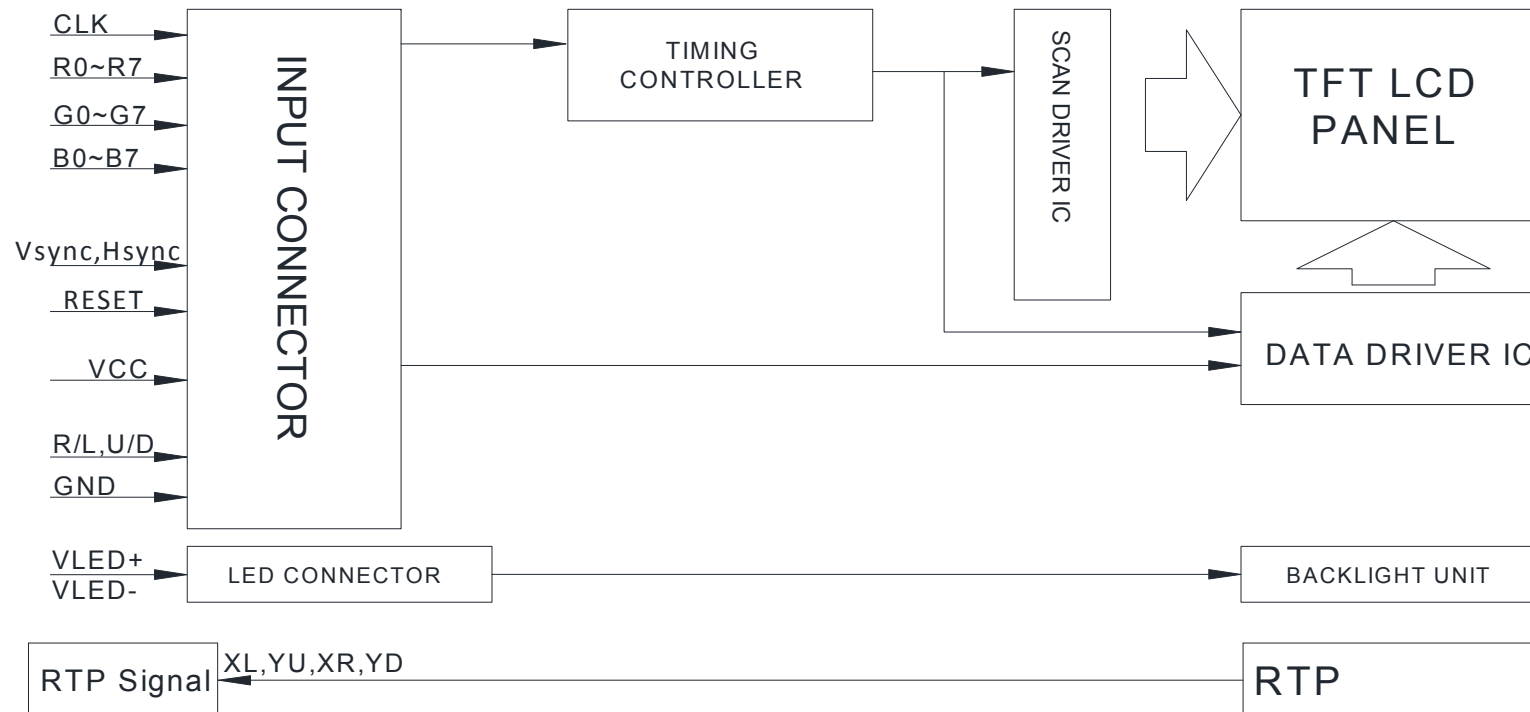 CLK
R0~R7
G0~G7
B0~B7
Vsync,Hsync
RESET
VCC
R/L,U/D
GND
INPUT CONNECTOR
TIMING
CONTROLLER
SCAN DRIVER IC
TFT LCD
PANEL
DATA DRIVER IC
VLED+
VLED-
LED CONNECTOR
BACKLIGHT UNIT
RTP Signal
XL,YU,XR,YD
RTP